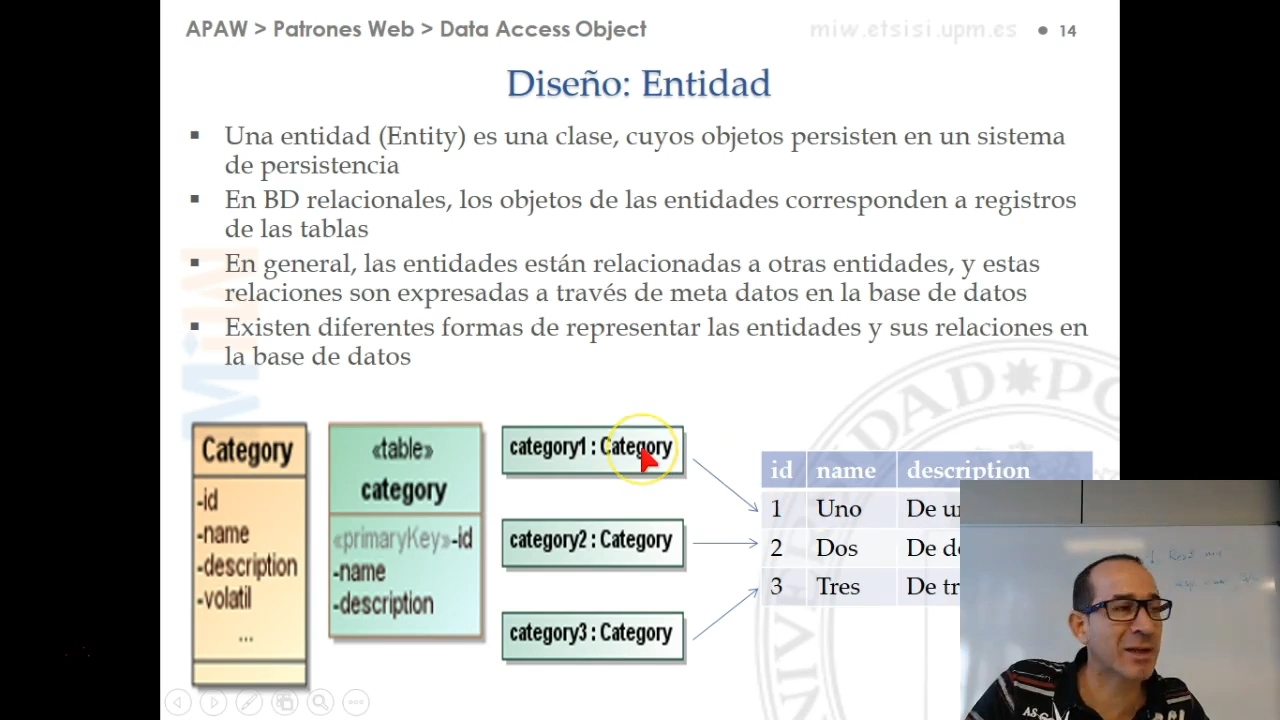 APAW > Patrones Web > Data Access Object
miw.etsisi.upm.es
14
Diseño: Entidad
Una entidad (Entity) es una clase, cuyos objetos persisten en un sistema
de persistencia
En BD relacionales, los objetos de las entidades corresponden a registros
de las tablas
En general, las entidades están relacionadas a otras entidades, y estas
relaciones son expresadas a través de meta datos en la base de datos
Existen diferentes formas de representar las entidades y sus relaciones en
la base de datos
Category
-id
-name
-description
-volatil
...
«table»
category
«primaryKey»-id
-name
-description
category1 : Category
category2 : Category
category3 : Category
id name description
1 Uno De
2 Dos De
3 Tres De tr